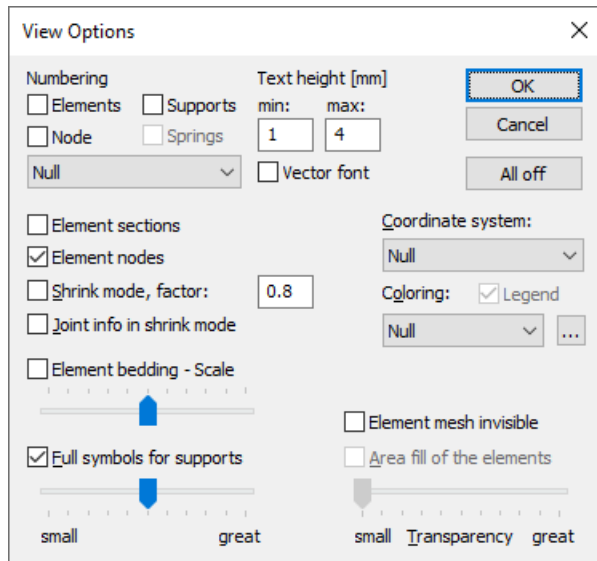 View Options
Numbering
Elements
Supports
Node
Springs
Null
Text height [mm]
min:
max:
1
4
Vector font
OK
Cancel
All off
Element sections
Element nodes
Shrink mode, factor:
0.8
Joint info in shrink mode
Element bedding - Scale
Full symbols for supports
small
great
Coordinate system:
Null
Coloring:
Legend
Null
...
Element mesh invisible
Area fill of the elements
small Transparency great